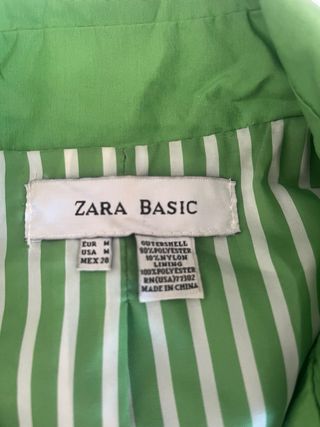 ZARA BASIC
EUR M
USA M
MEX 28
OUTERSHELL
90%POLYESTER
10%NYLON
LINING
100%POLYESTER
RN(USA)77302
MADE IN CHINA